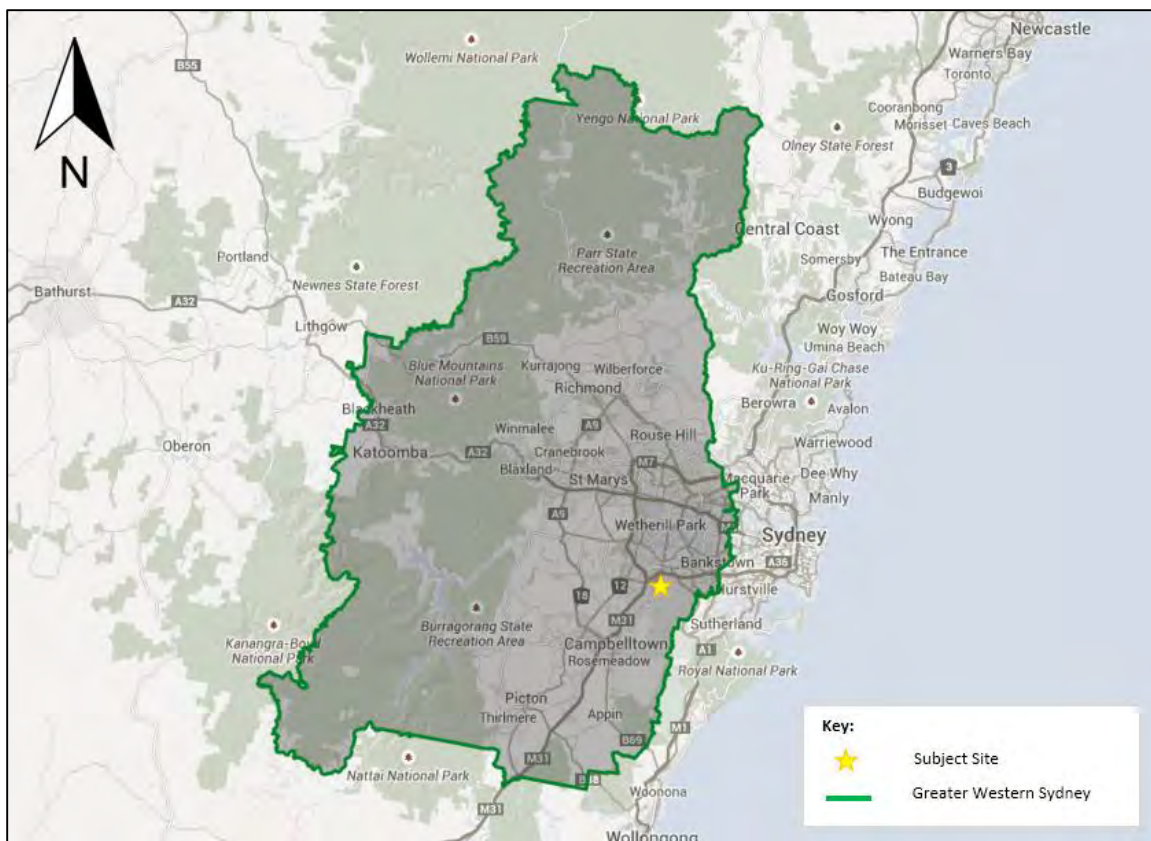 Newcastle
Warners Bay
Toronto
Wollemi National Park
B55
N
Cooranbong
Morisset
Caves Beach
Yengo National Park
Olney State Forest
3
Budgewoi
Wyong
Central Coast
The Entrance
Parr State
Recreation Area
Somersby
Bateau Bay
Portland
Newnes State Forest
Bathurst
A32
Gosford
Lithgow
Woy Woy
Umina Beach
B59
Blue Mountains
National Park
Kurrajong
Wilberforce
Ku-Ring-Gai Chase
National Park
Richmond
Berowra
Avalon
Blackheath
A32
Winmalee
A9
Rouse Hill
Warriewood
Oberon
Katoomba
A32
Cranebrook
Blaxland
M7
St Marys
Macquarie
Park
Dee Why
Manly
A9
Wetherill Park
Sydney
Bankstown
A36
18
12
Hurstville
Burragorang State
Recreation Area
M31
Sutherland
Kanangra-Boyd
National Park
Campbelltown
Rosemeadow
A1
Royal National Park
Picton
Thirlmere
Appin
M1
B69
M31
Nattai National Park
M31
Woonona
Wollongong
Key:
Subject Site
Greater Western Sydney